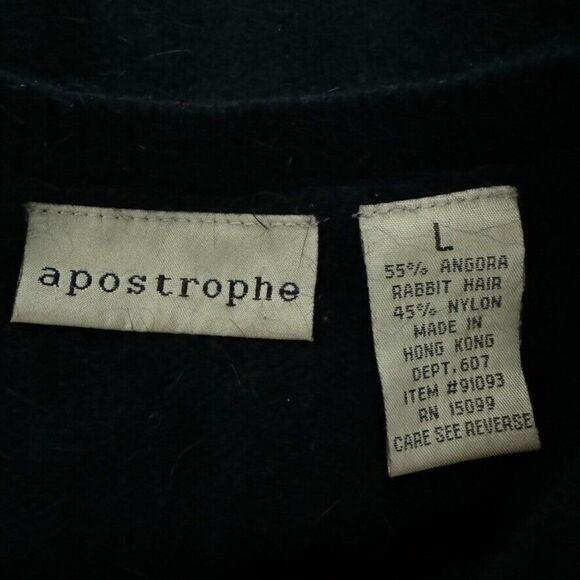 apostrophe
L
55% ANGORA
RABBIT HAIR
45% NYLON
MADE IN
HONG KONG
DEPT. 607
ITEM #91093
RN 15099
CARE SEE REVERSE